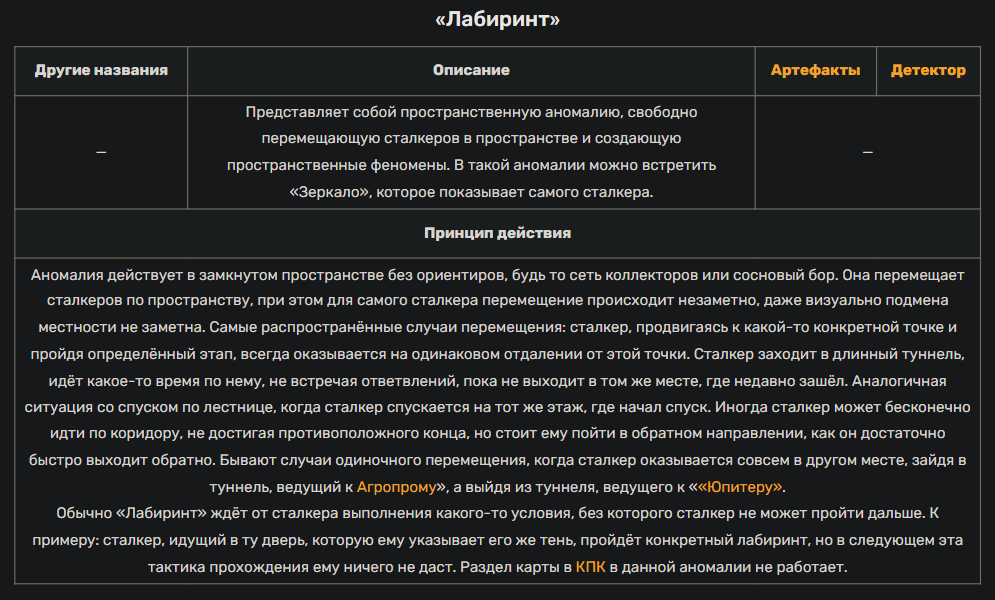 «Лабиринт»
Другие названия
Описание
Артефакты
Детектор
—
Представляет собой пространственную аномалию, свободно
перемещающую сталкеров в пространстве и создающую
пространственные феномены. В такой аномалии можно встретить
«Зеркало», которое показывает самого сталкера.
—
Принцип действия
Аномалия действует в замкнутом пространстве без ориентиров, будь то сеть коллекторов или сосновый бор. Она перемещает
сталкеров по пространству, при этом для самого сталкера перемещение происходит незаметно, даже визуально подмена
местности не заметна. Самые распространённые случаи перемещения: сталкер, продвигаясь к какой-то конкретной точке и
пройдя определённый этап, всегда оказывается на одинаковом отдалении от этой точки. Сталкер заходит в длинный туннель,
идёт какое-то время по нему, не встречая ответвлений, пока не выходит в том же месте, где недавно зашёл. Аналогичная
ситуация со спуском по лестнице, когда сталкер спускается на тот же этаж, где начал спуск. Иногда сталкер может бесконечно
идти по коридору, не достигая противоположного конца, но стоит ему пойти в обратном направлении, как он достаточно
быстро выходит обратно. Бывают случаи одиночного перемещения, когда сталкер оказывается совсем в другом месте, зайдя в
туннель, ведущий к Агропрому», а выйдя из туннеля, ведущего к ««Юпитеру».
Обычно «Лабиринт» ждёт от сталкера выполнения какого-то условия, без которого сталкер не может пройти дальше. К
примеру: сталкер, идущий в ту дверь, которую ему указывает его же тень, пройдёт конкретный лабиринт, но в следующем эта
тактика прохождения ему ничего не даст. Раздел карты в КПК в данной аномалии не работает.